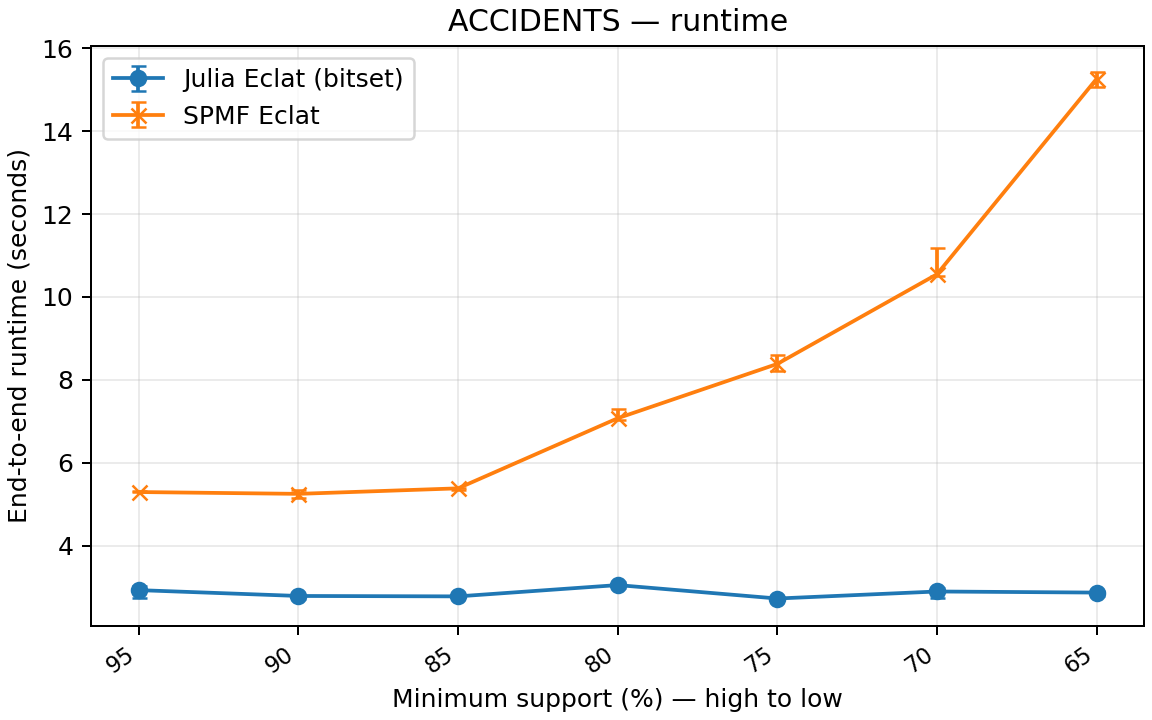 ACCIDENTS — runtime
Julia Eclat (bitset)
SPMF Eclat
End-to-end runtime (seconds)
16
14
12
10
8
6
4
95
90
85
80
75
70
65
Minimum support (%) — high to low